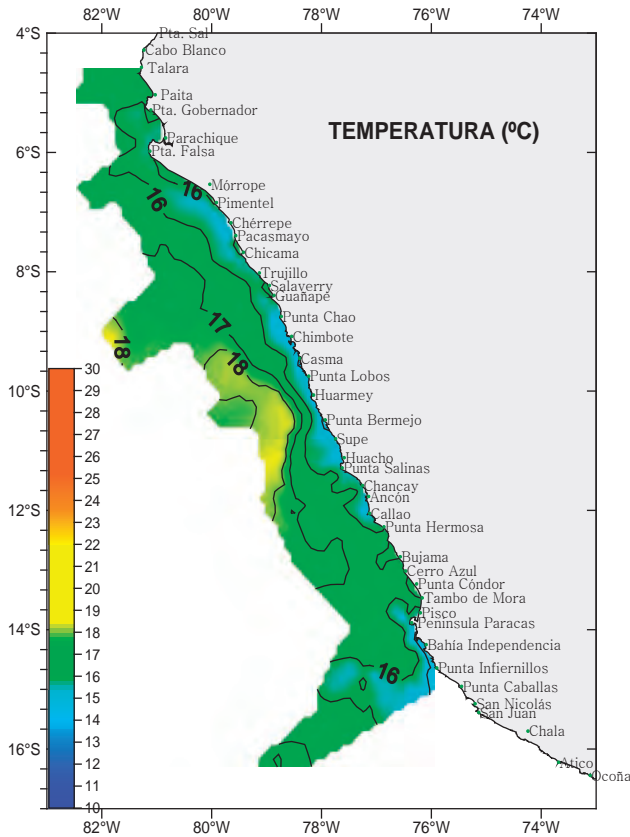 82°W 80°W 78°W 76°W 74°W
4°S
Pta. Sal
Cabo Blanco
Talara
Paita
Pta. Gobernador
TEMPERATURA (ºC)
Parachique
6°S
Pta. Falsa
16
Mórrope
16
Pimentel
Chérrepe
Pacasmayo
Chicama
8°S
Trujillo
Salaverry
Guañape
17
Punta Chao
18
Chimbote
18
Casma
Punta Lobos
10°S
Huarmey
Punta Bermejo
Supe
Huacho
Punta Salinas
Chancay
Ancón
12°S
Callao
Punta Hermosa
Bujama
Cerro Azul
Punta Cóndor
Tambo de Mora
Pisco
Península Paracas
14°S
Bahía Independencia
16
Punta Infiernillos
Punta Caballas
San Nicolás
San Juan
Chala
16°S
Atico
Ocoña
30
29
28
27
26
25
24
23
22
21
20
19
18
17
16
15
14
13
12
11
10
82°W 80°W 78°W 76°W 74°W